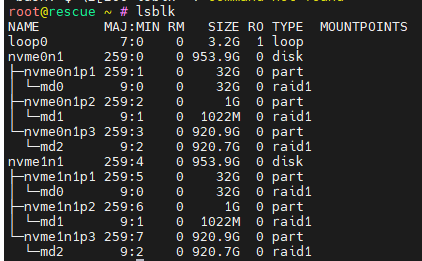 root@rescue ~ # lsblk
NAME        MAJ:MIN RM   SIZE RO TYPE  MOUNTPOINTS
loop0         7:0    0   3.2G  1 loop
nvme0n1     259:0    0 953.9G  0 disk
├─nvme0n1p1 259:1    0    32G  0 part
│ └─md0       9:0    0    32G  0 raid1
├─nvme0n1p2 259:2    0     1G  0 part
│ └─md1       9:1    0  1022M  0 raid1
└─nvme0n1p3 259:3    0 920.9G  0 part
  └─md2       9:2    0 920.7G  0 raid1
nvme1n1     259:4    0 953.9G  0 disk
├─nvme1n1p1 259:5    0    32G  0 part
│ └─md0       9:0    0    32G  0 raid1
├─nvme1n1p2 259:6    0     1G  0 part
│ └─md1       9:1    0  1022M  0 raid1
└─nvme1n1p3 259:7    0 920.9G  0 part
  └─md2       9:2    0 920.7G  0 raid1